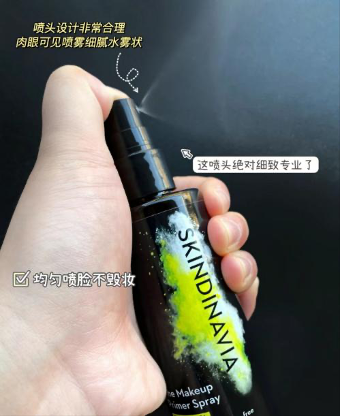 喷头设计非常合理
肉眼可见喷雾细腻水雾状
这喷头绝对细致专业了
均匀喷脸不毁妆
SKINDINAVIA
Makeup
Primer Spray
free